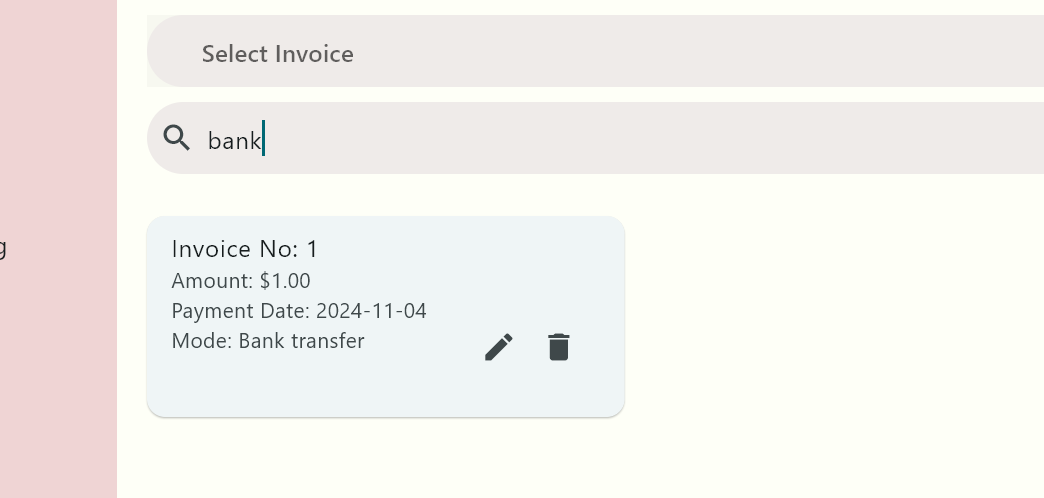 Select Invoice
bank
g
Invoice No: 1
Amount: $1.00
Payment Date: 2024-11-04
Mode: Bank transfer